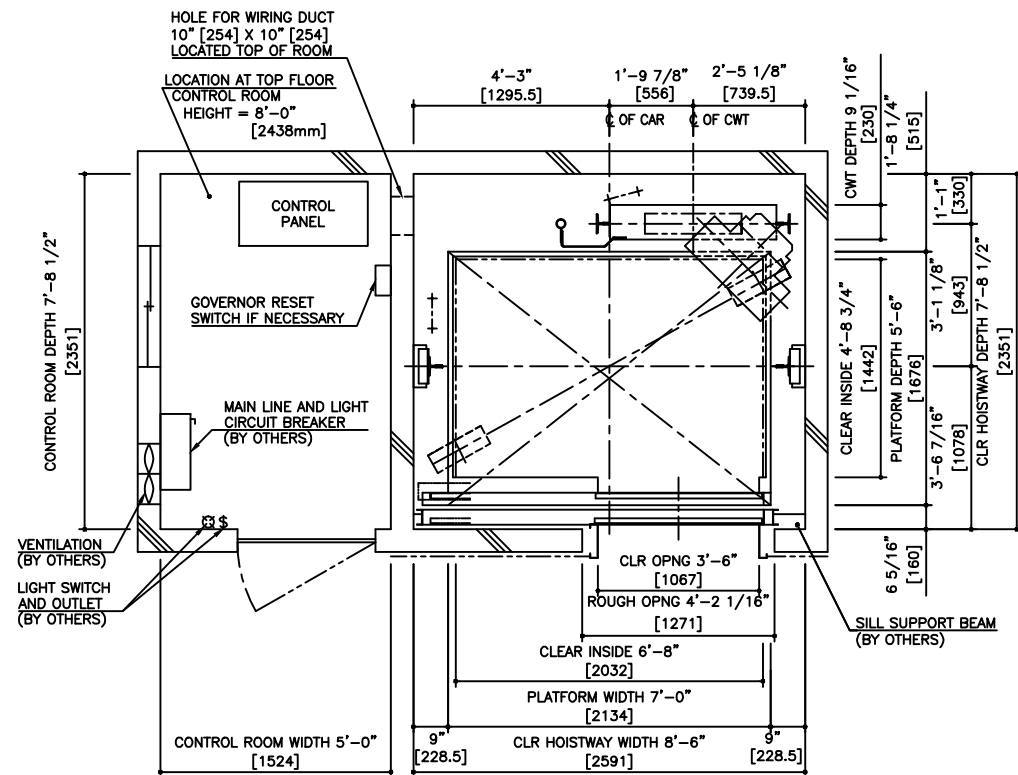 HOLE FOR WIRING DUCT
10" [254] X 10" [254]
LOCATED TOP OF ROOM
LOCATION AT TOP FLOOR
CONTROL ROOM
HEIGHT = 8'-0"
[2438mm]
4'-3"
[1295.5]
1'-9 7/8"
[556]
2'-5 1/8"
[739.5]
℄ OF CAR
℄ OF CWT
CWT DEPTH 9 1/16"
[230]
1'-8 1/4"
[515]
1'-1"
[330]
CONTROL
PANEL
GOVERNOR RESET
SWITCH IF NECESSARY
CONTROL ROOM DEPTH 7'-8 1/2"
[2351]
MAIN LINE AND LIGHT
CIRCUIT BREAKER
(BY OTHERS)
CLEAR INSIDE 4'-8 3/4"
[1442]
PLATFORM DEPTH 5'-6"
[1676]
3'-1 1/8"
[943]
3'-6 7/16"
[1078]
CLR HOISTWAY DEPTH 7'-8 1/2"
[2351]
6 5/16"
[160]
$
VENTILATION
(BY OTHERS)
LIGHT SWITCH
AND OUTLET
(BY OTHERS)
CLR OPNG 3'-6"
[1067]
ROUGH OPNG 4'-2 1/16"
[1271]
SILL SUPPORT BEAM
(BY OTHERS)
CLEAR INSIDE 6'-8"
[2032]
PLATFORM WIDTH 7'-0"
[2134]
CONTROL ROOM WIDTH 5'-0"
[1524]
9"
[228.5]
CLR HOISTWAY WIDTH 8'-6"
[2591]
9"
[228.5]